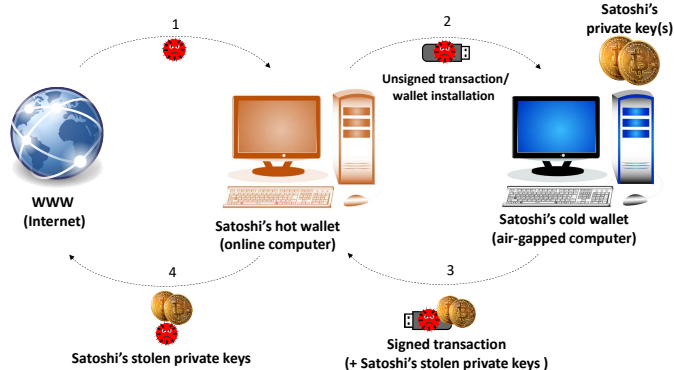 1
2
Satoshi's
private key(s)
Unsigned transaction/
wallet installation
WWW
(Internet)
Satoshi's hot wallet
(online computer)
Satoshi's cold wallet
(air-gapped computer)
4
3
Satoshi's stolen private keys
Signed transaction
(+ Satoshi's stolen private keys )